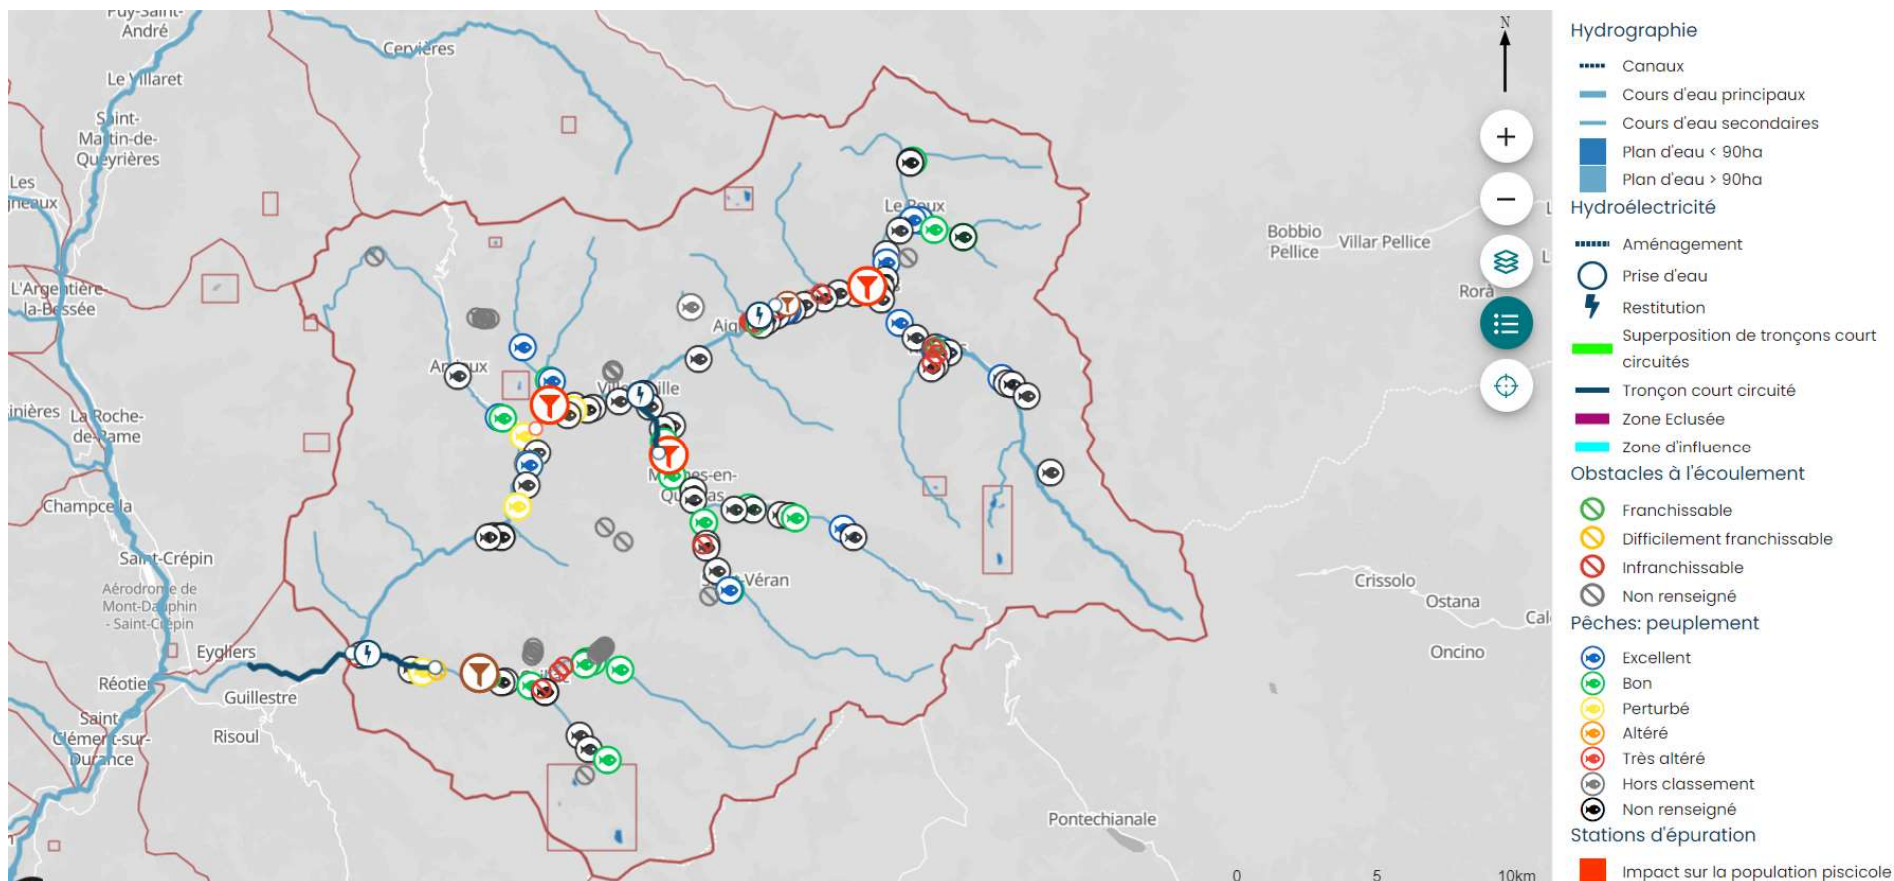 Puy-Saint-
André
Cervières
Le Villaret
Saint-
Martin-de-
Queyrières
Les
L'Argentière-
la-Bessée
La Roche-
de-Rame
Champcella
Saint-Crépin
Aérodrome de
Mont-Dauphin
- Saint-Crépin
Eygliers
Réotier
Guillestre
Risoul
Saint-
Clément-sur-
Durance
Le Roux
Saint-Véran
Bobbio
Pellice
Villar Pellice
Rorà
Crissolo
Ostana
Oncino
Pontechianale
N
+
−
0
5
10km
Hydrographie
Canaux
Cours d'eau principaux
Cours d'eau secondaires
Plan d'eau < 90ha
Plan d'eau > 90ha
Hydroélectricité
Aménagement
Prise d'eau
Restitution
Superposition de tronçons court
circuités
Tronçon court circuité
Zone Eclusée
Zone d'influence
Obstacles à l'écoulement
Franchissable
Difficilement franchissable
Infranchissable
Non renseigné
Pêches: peuplement
Excellent
Bon
Perturbé
Altéré
Très altéré
Hors classement
Non renseigné
Stations d'épuration
Impact sur la population piscicole